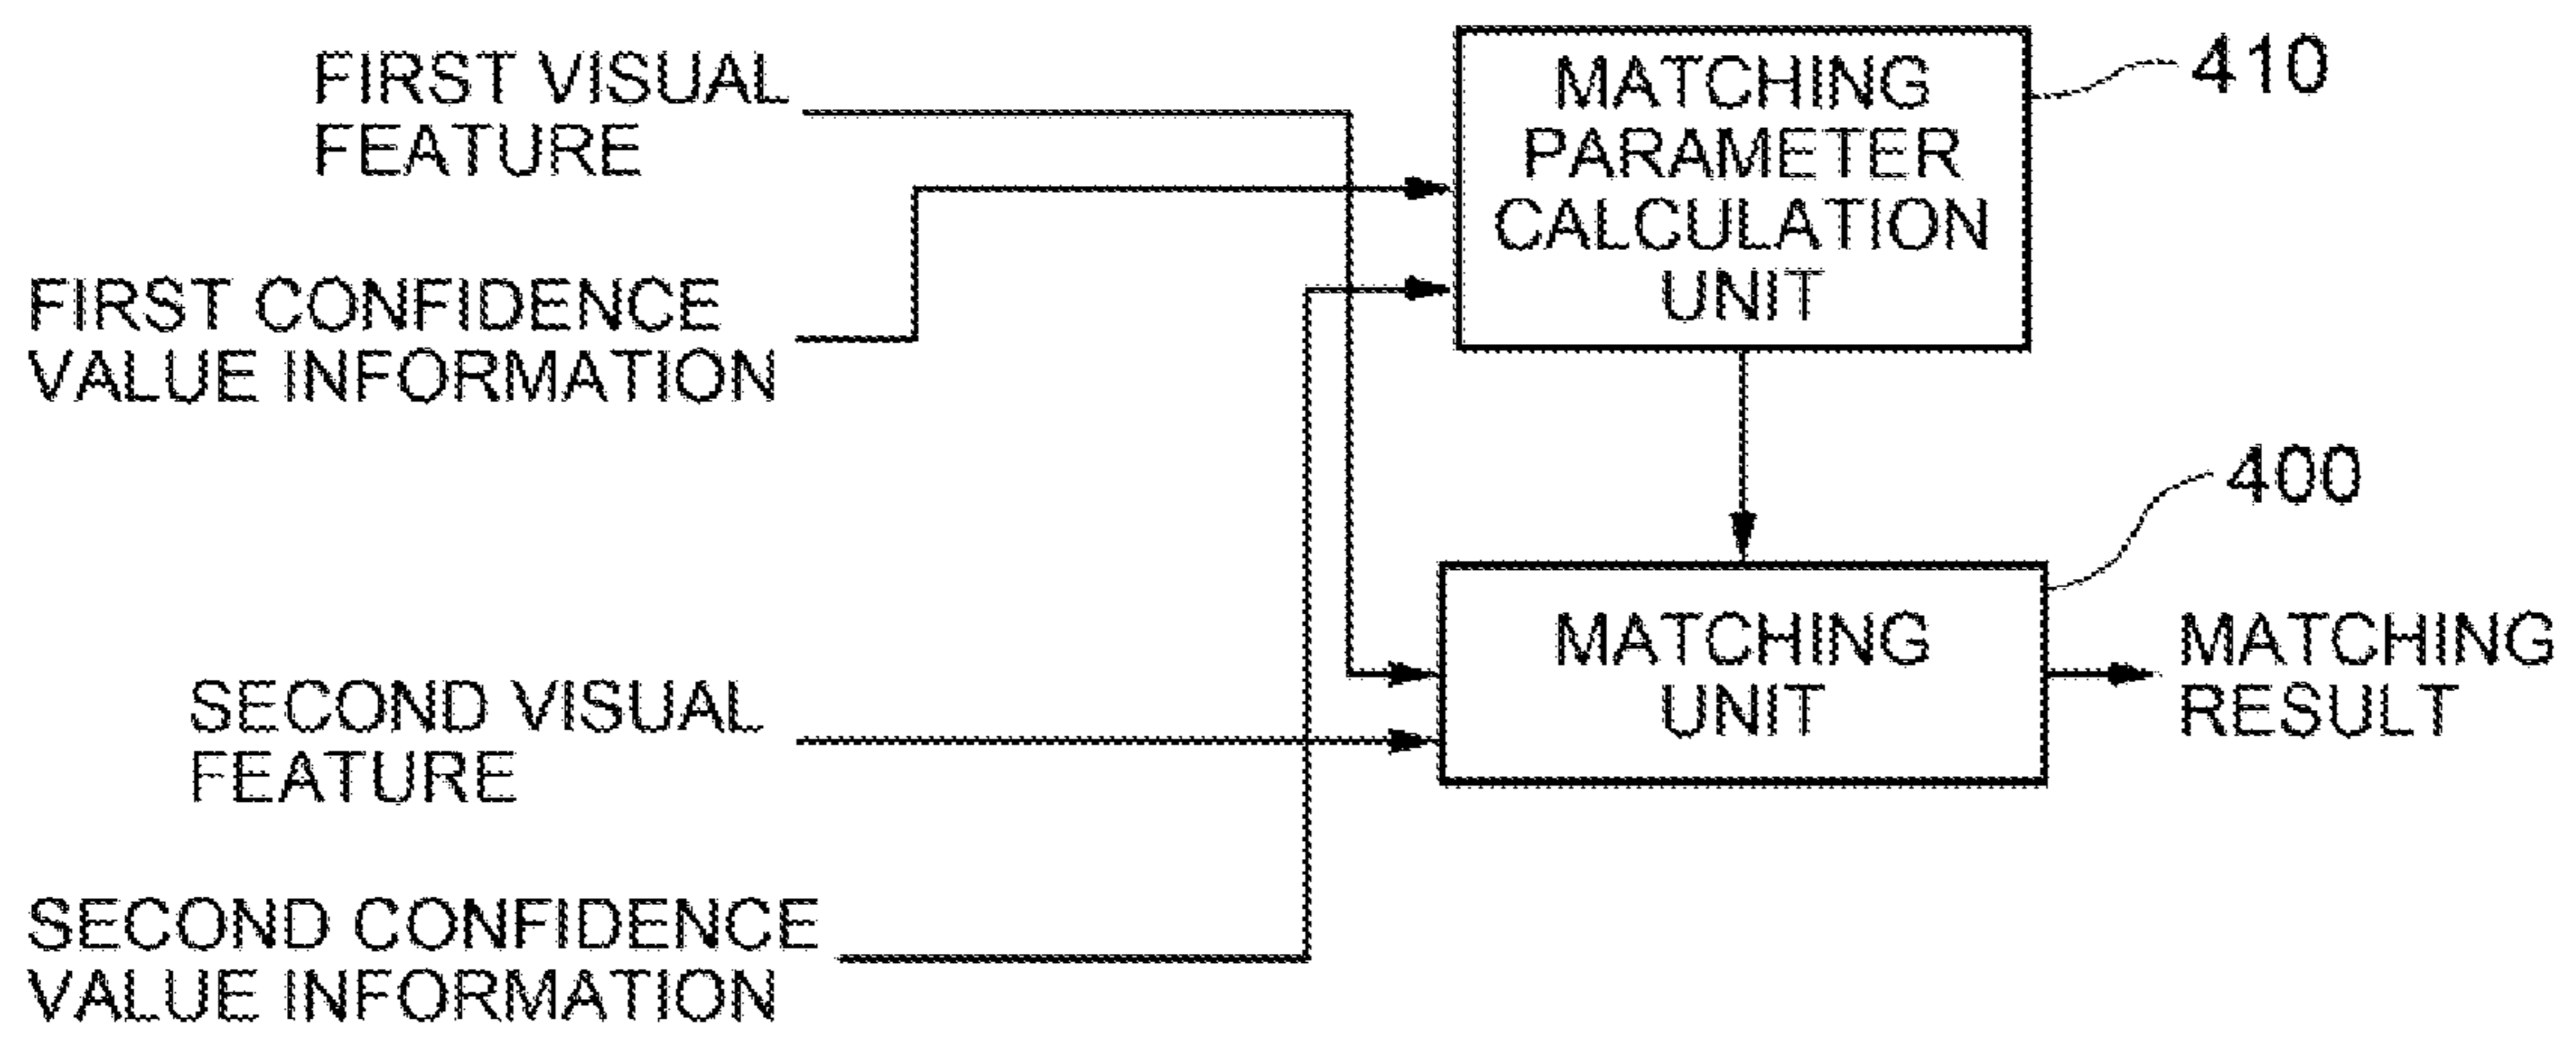 FIRST VISUAL
FEATURE
FIRST CONFIDENCE
VALUE INFORMATION
SECOND VISUAL
FEATURE
SECOND CONFIDENCE
VALUE INFORMATION
MATCHING
PARAMETER
CALCULATION
UNIT
410
MATCHING
UNIT
400
MATCHING
RESULT